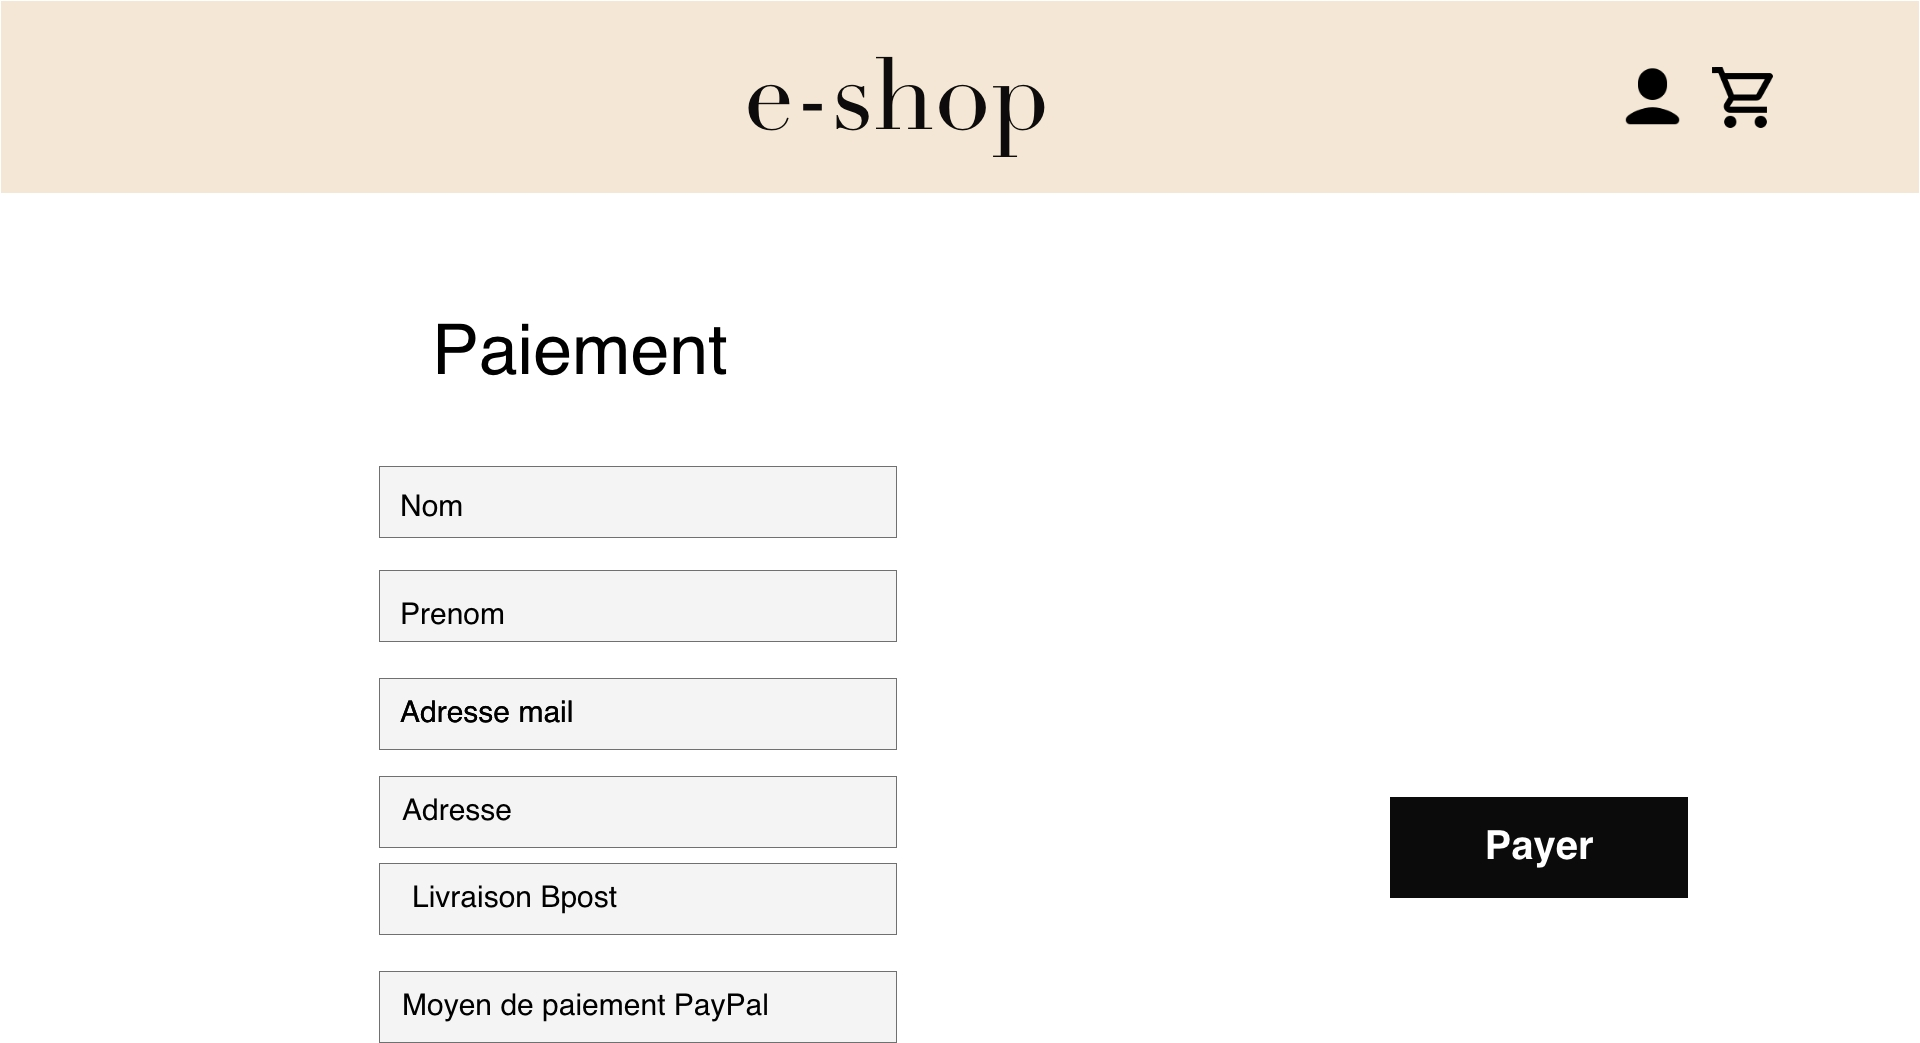 e-shop
Paiement
Nom
Prenom
Adresse mail
Adresse
Livraison Bpost
Payer
Moyen de paiement PayPal